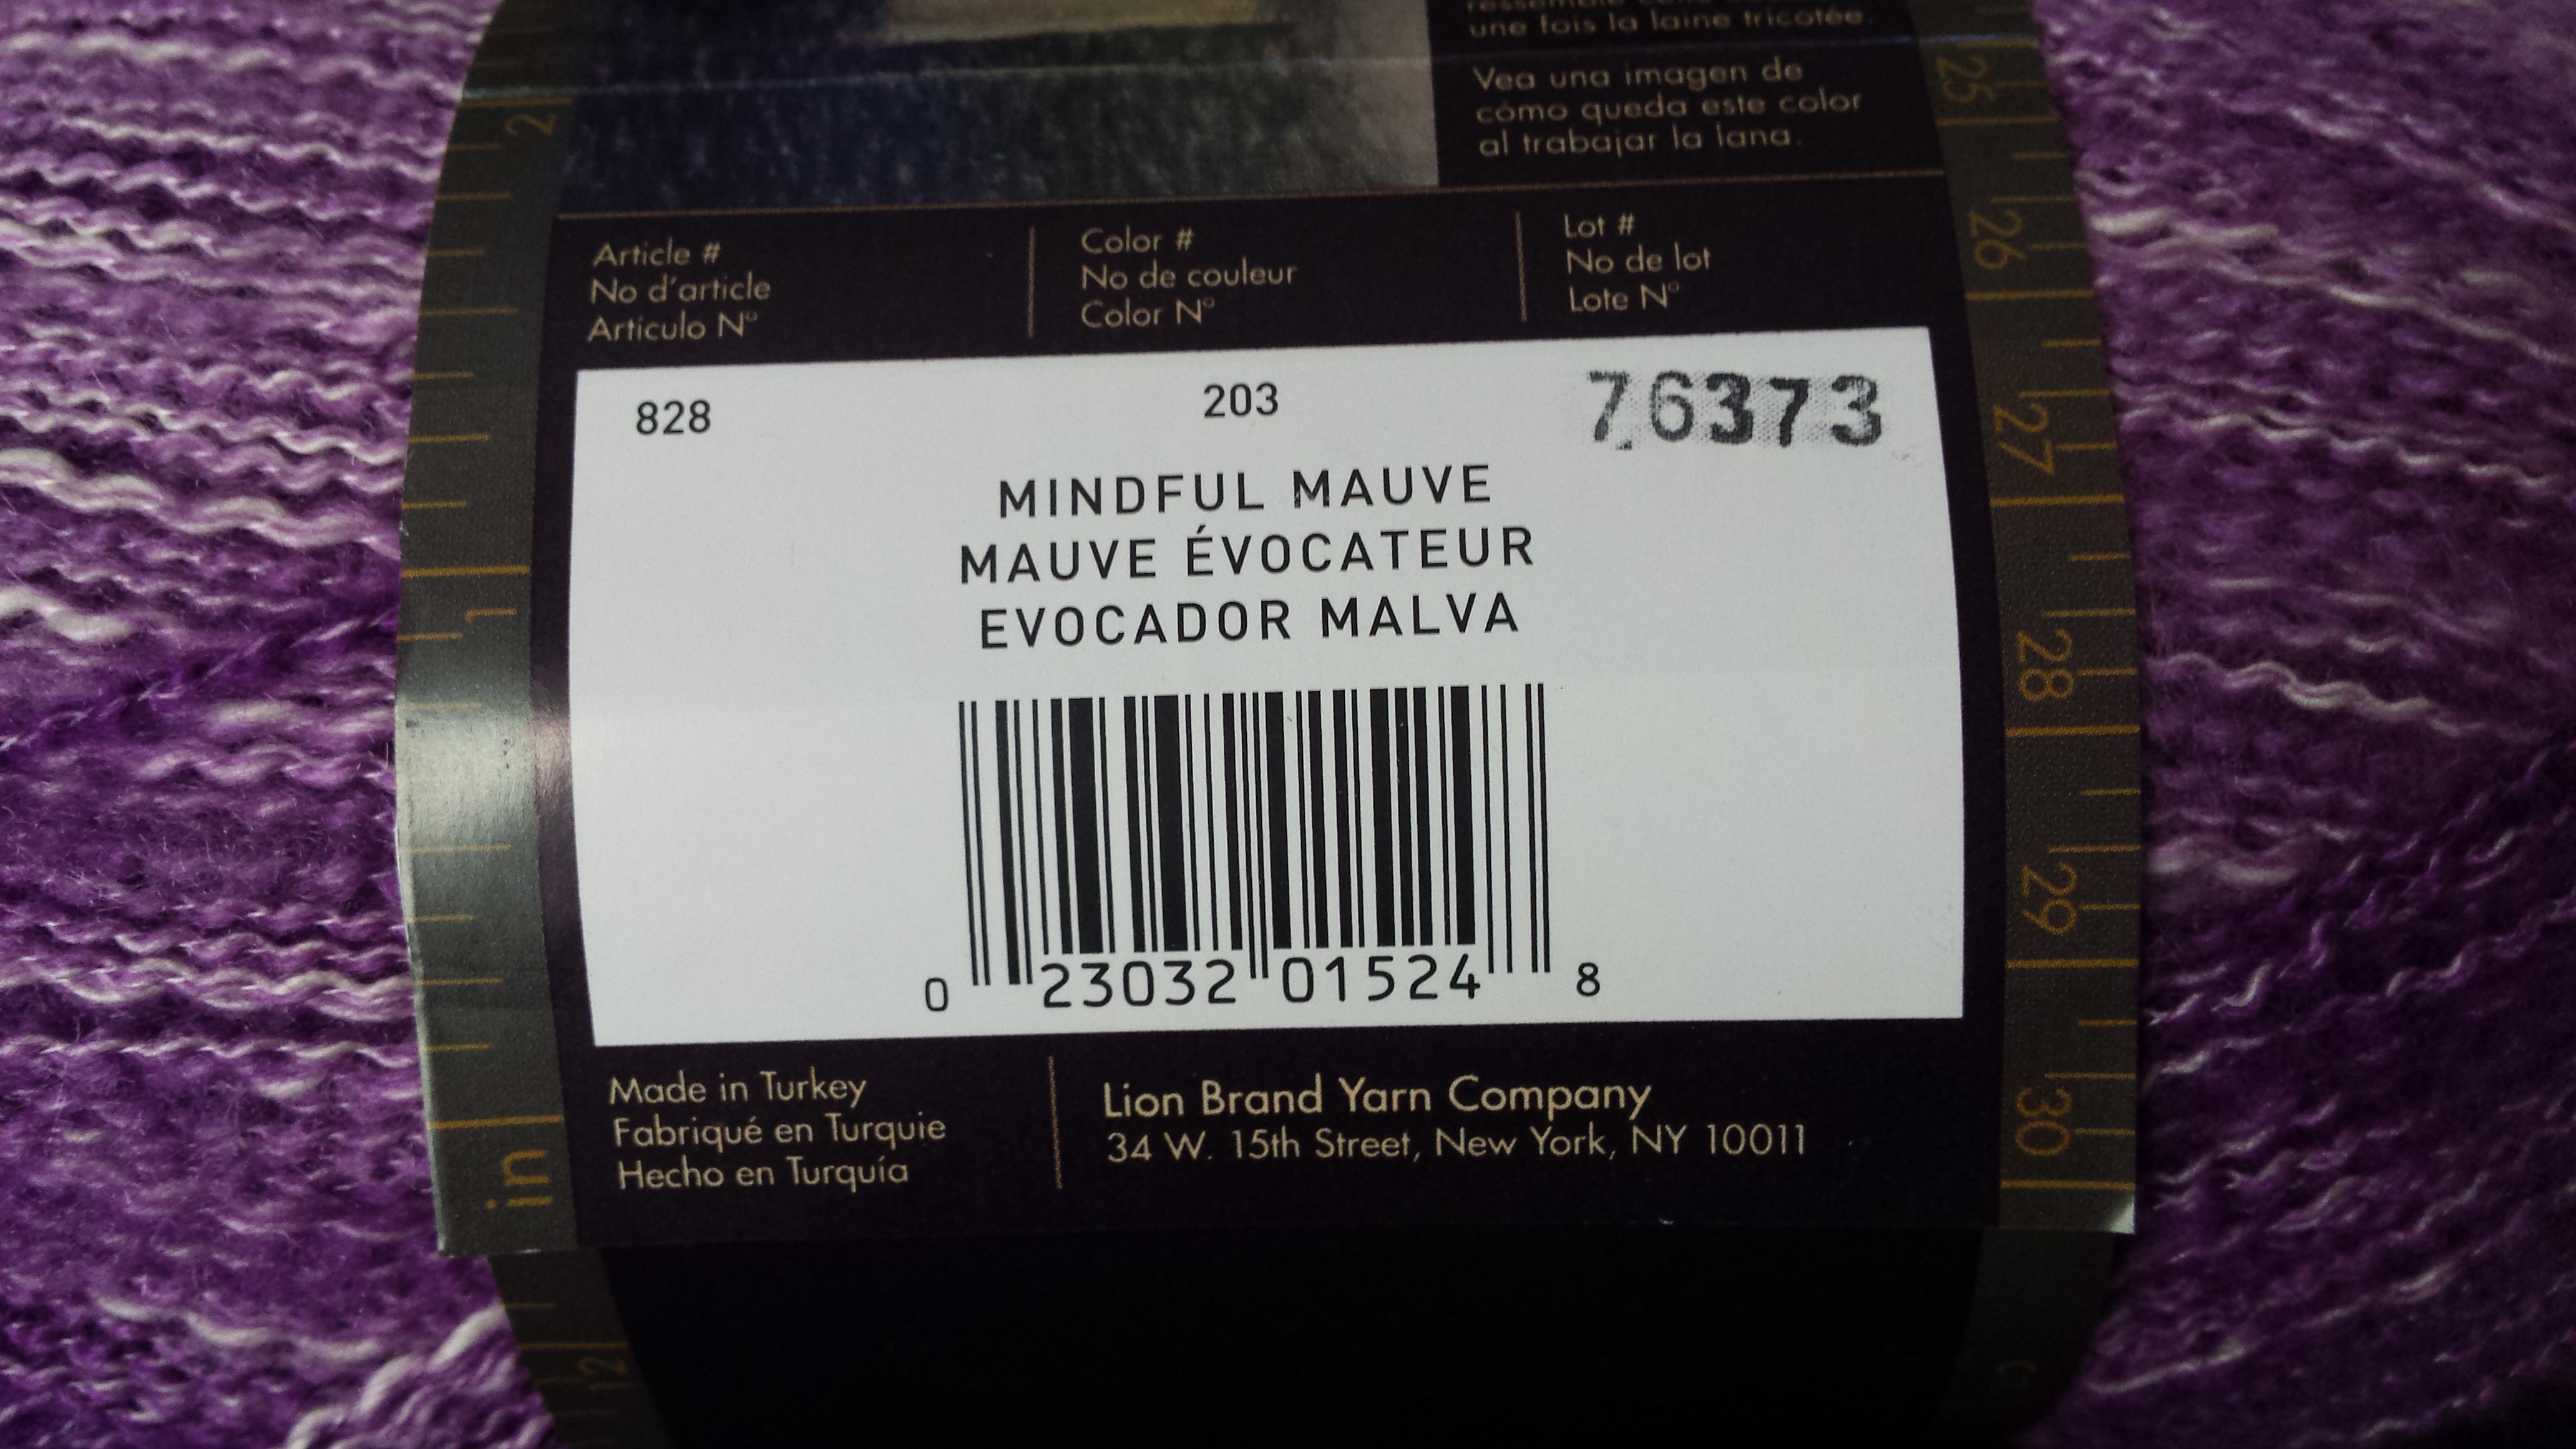 une fois la laine tricotée.
Vea una imagen de
cómo queda este color
al trabajar la lana.
Article #
No d'article
Articulo N°
Color #
No de couleur
Color N°
Lot #
No de lot
Lote N°
828
203
76373
MINDFUL MAUVE
MAUVE ÉVOCATEUR
EVOCADOR MALVA
0 23032 01524 8
Made in Turkey
Fabriqué en Turquie
Hecho en Turquía
Lion Brand Yarn Company
34 W. 15th Street, New York, NY 10011
2
1
in
25
26
27
28
29
30
12